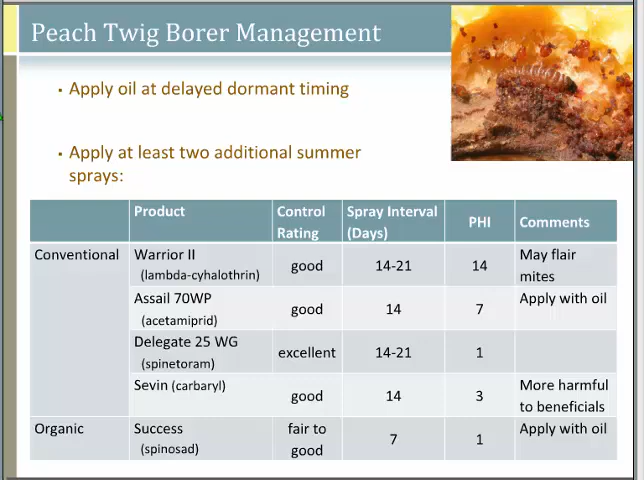 Peach Twig Borer Management
▪ Apply oil at delayed dormant timing
▪ Apply at least two additional summer
sprays:
Product Control Rating Spray Interval (Days) PHI Comments
Conventional Warrior II (lambda-cyhalothrin) good 14-21 14 May flair mites
Assail 70WP (acetamiprid) good 14 7 Apply with oil
Delegate 25 WG (spinetoram) excellent 14-21 1
Sevin (carbaryl) good 14 3 More harmful to beneficials
Organic Success (spinosad) fair to good 7 1 Apply with oil